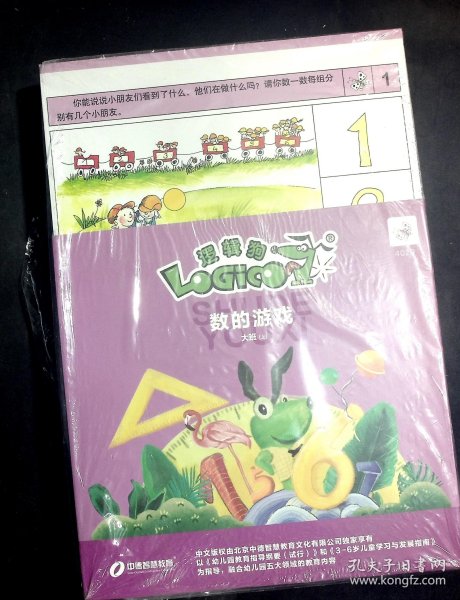 你能说说小朋友们看到了什么，他们在做什么吗？请你数一数每组分
别有几个小朋友。
1
1
逻辑狗
LOGICO
®
SHU DE
YOU XI
数的游戏
大班(上)
中文版权由北京中德智慧教育文化有限公司独家享有
以《幼儿园教育指导纲要（试行）》和《3-6岁儿童学习与发展指南》
为指导，融合幼儿园五大领域的教育内容
中德智慧教育
孔夫子旧书网
www.kongfz.com